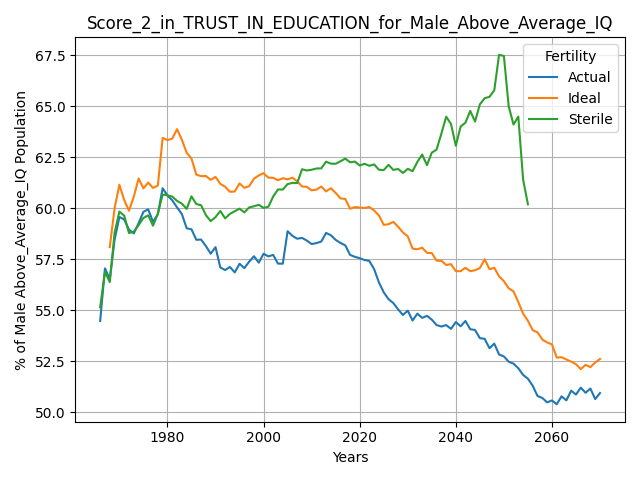 Score_2_in_TRUST_IN_EDUCATION_for_Male_Above_Average_IQ
% of Male Above_Average_IQ Population
67.5
65.0
62.5
60.0
57.5
55.0
52.5
50.0
Fertility
Actual
Ideal
Sterile
1980
2000
2020
2040
2060
Years